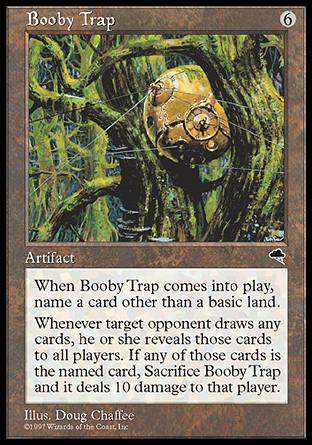 Booby Trap 6
Artifact
When Booby Trap comes into play,
name a card other than a basic land.
Whenever target opponent draws any
cards, he or she reveals those cards
to all players. If any of those cards is
the named card, Sacrifice Booby Trap
and it deals 10 damage to that player.
Illus. Doug Chaffee
©1997 Wizards of the Coast, Inc